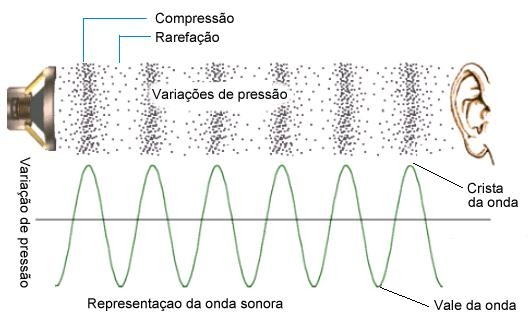 Compressão
Rarefação
Variações de pressão
Variação de pressão
Crista
da onda
Vale da onda
Representaçao da onda sonora